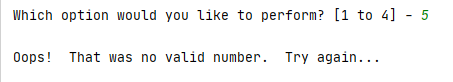 Which option would you like to perform? [1 to 4] - 5
Oops!  That was no valid number.  Try again...